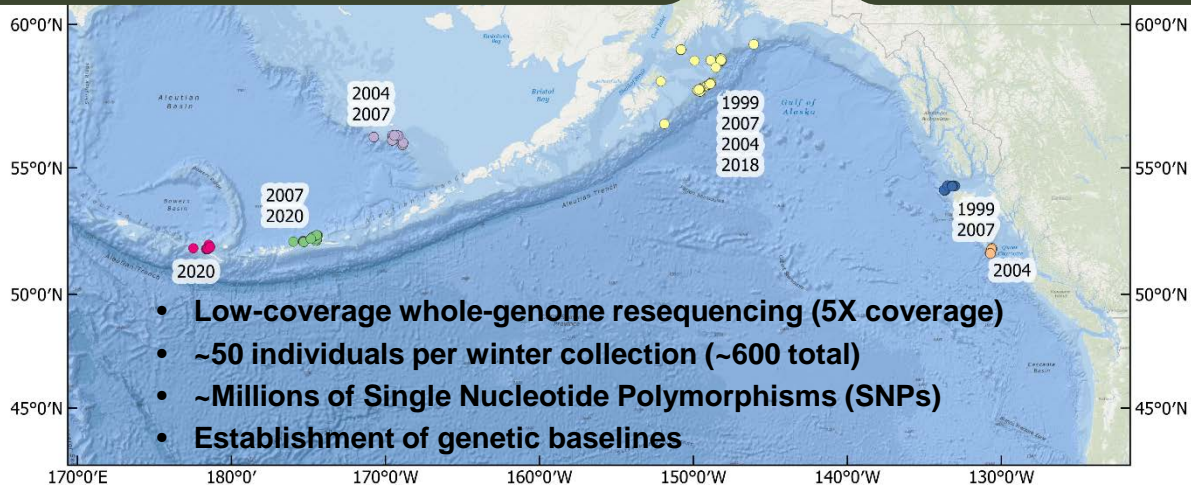 60°0'N
60°0'N
Bristol
Bay
Aleutian
Basin
Gulf of
Alaska
2004
2007
1999
2007
2004
2018
55°0'N
55°0'N
2007
2020
Bowers
Basin
Aleutian Trench
1999
2007
2020
Aleutian Trench
2004
50°0'N
50°0'N
• Low-coverage whole-genome resequencing (5X coverage)
• ~50 individuals per winter collection (~600 total)
• ~Millions of Single Nucleotide Polymorphisms (SNPs)
• Establishment of genetic baselines
Cascadia
Basin
45°0'N
45°0'N
170°0'E
180°0'
170°0'W
160°0'W
150°0'W
140°0'W
130°0'W